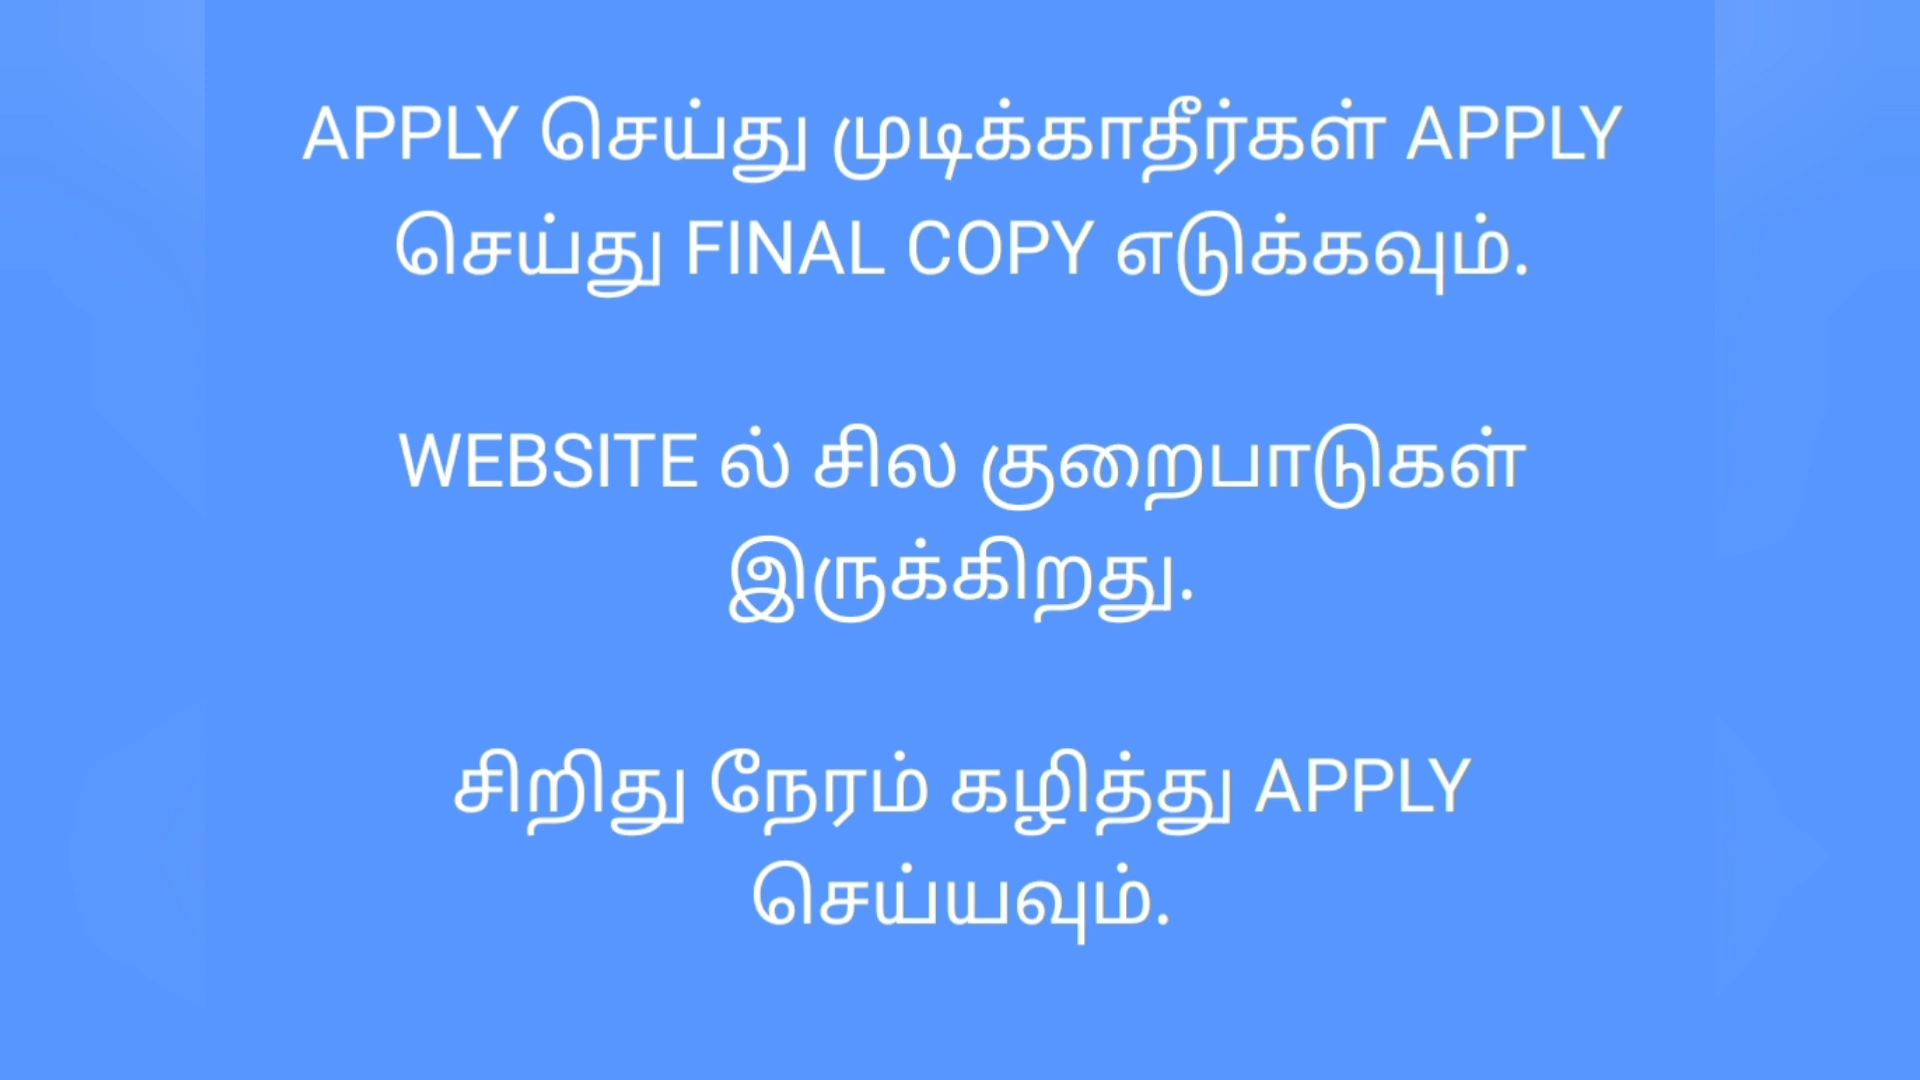 APPLY செய்து முடிக்காதீர்கள் APPLY
செய்து FINAL COPY எடுக்கவும்.
WEBSITE ல் சில குறைபாடுகள்
இருக்கிறது.
சிறிது நேரம் கழித்து APPLY
செய்யவும்.